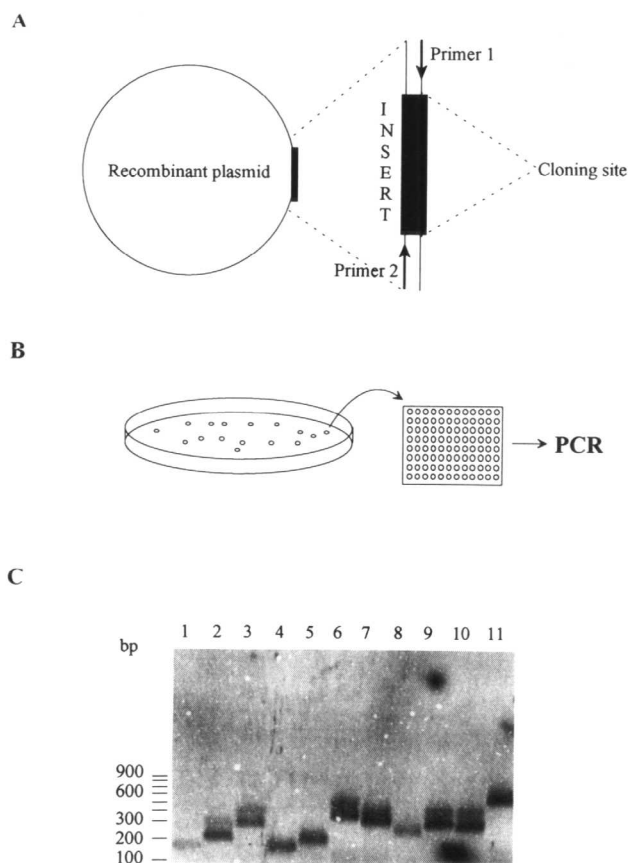 A
Primer 1
INSERT
Recombinant plasmid
Cloning site
Primer 2
B
PCR
C
1 2 3 4 5 6 7 8 9 10 11
bp
900
600
300
200
100